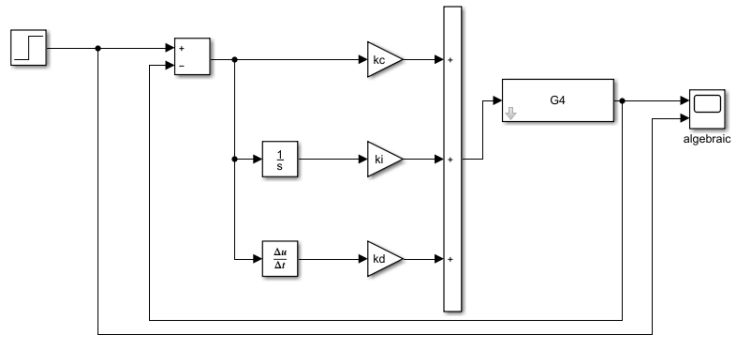 +
−
kc
+
G4
algebraic
1
s
ki
+
Δu
Δt
kd
+